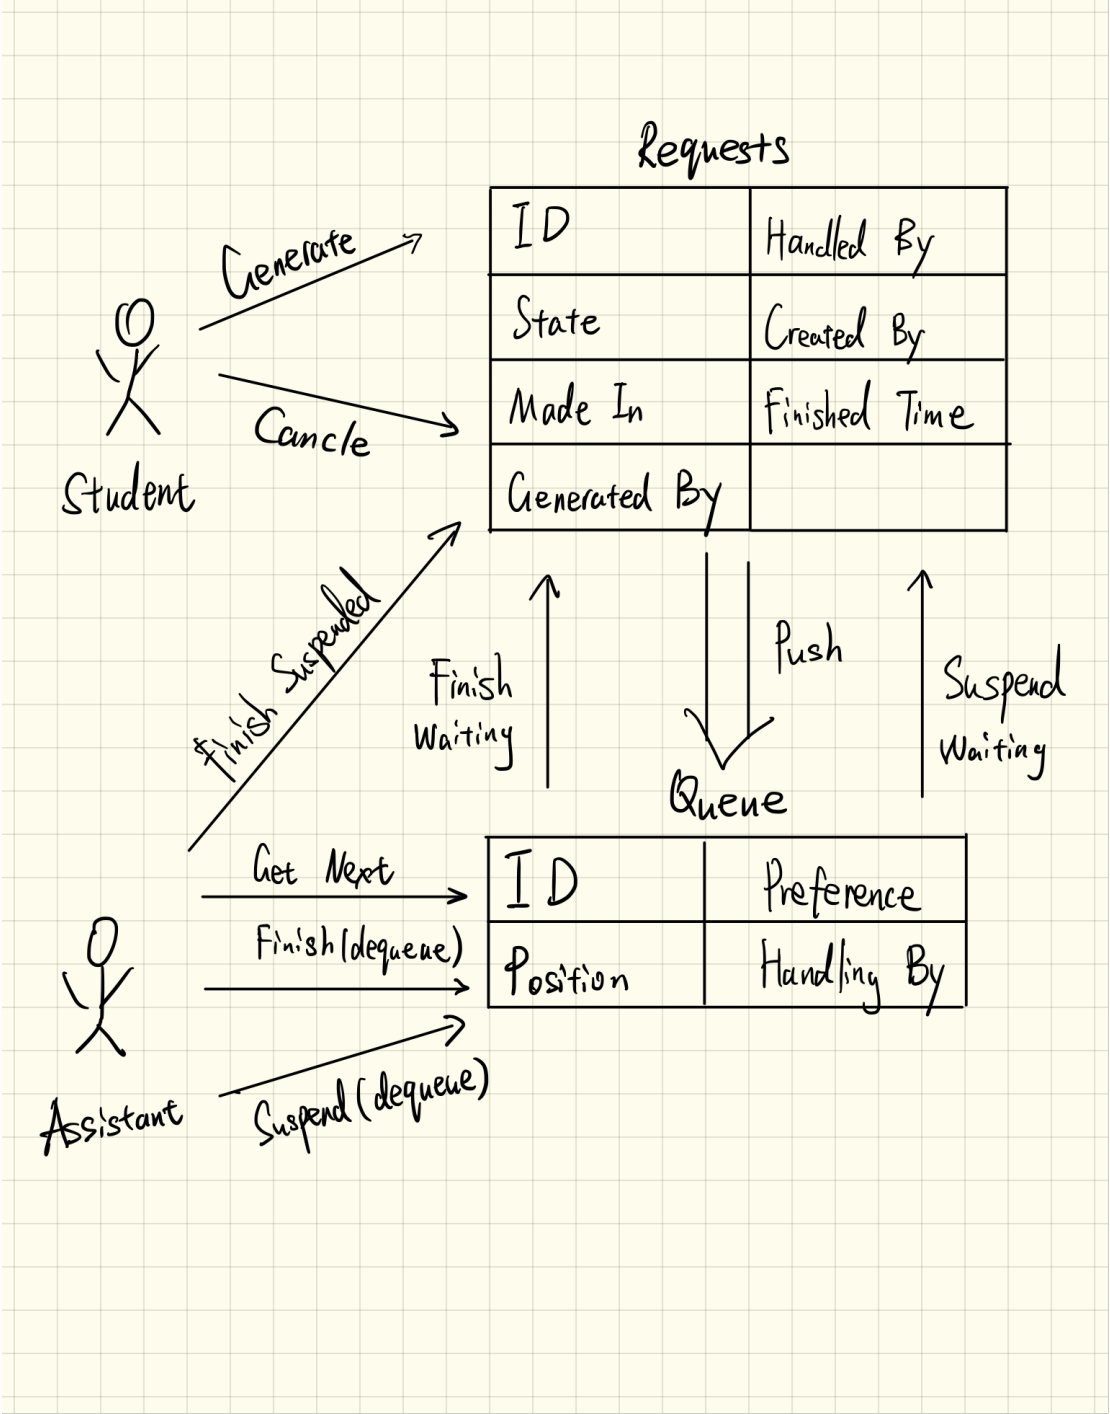 Requests
ID
Handled By
State
Created By
Made In
Finished Time
Generated By
Generate
Cancle
Student
Finish Suspended
Finish
Waiting
Push
Suspend
Waiting
Queue
ID
Preference
Position
Handling By
Get Next
Finish(dequeue)
Suspend(dequeue)
Assistant